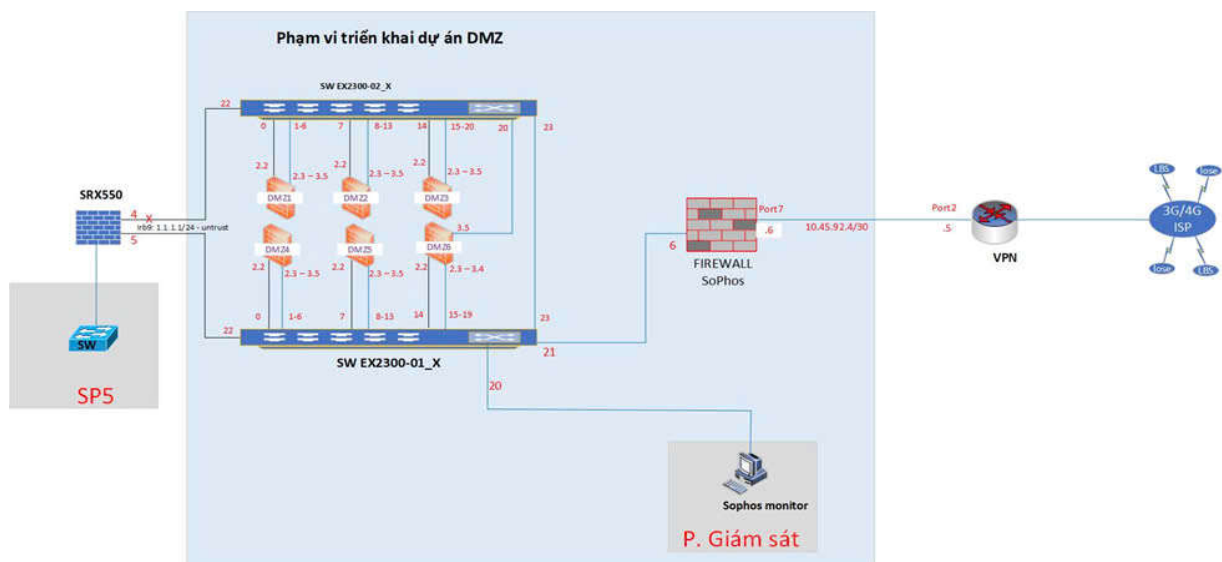 Phạm vi triển khai dự án DMZ
SW EX2300-02_X
22
0
1-6
7
8-13
14
15-20
20
23
2.2
2.3 – 3.5
2.2
2.3 – 3.5
2.2
2.3 – 3.5
DMZ1
DMZ2
DMZ3
SRX550
4
X
irb9: 1.1.1.1/24 - untrust
5
DMZ4
DMZ5
DMZ6
3.5
2.2
2.3 – 3.5
2.2
2.3 – 3.5
2.2
2.3 – 3.4
0
1-6
7
8-13
14
15-19
23
22
21
SW EX2300-01_X
SW
SP5
20
6
Port7
.6
FIREWALL
SoPhos
10.45.92.4/30
Port2
.5
VPN
LBS
Iose
3G/4G
ISP
Iose
LBS
Sophos monitor
P. Giám sát